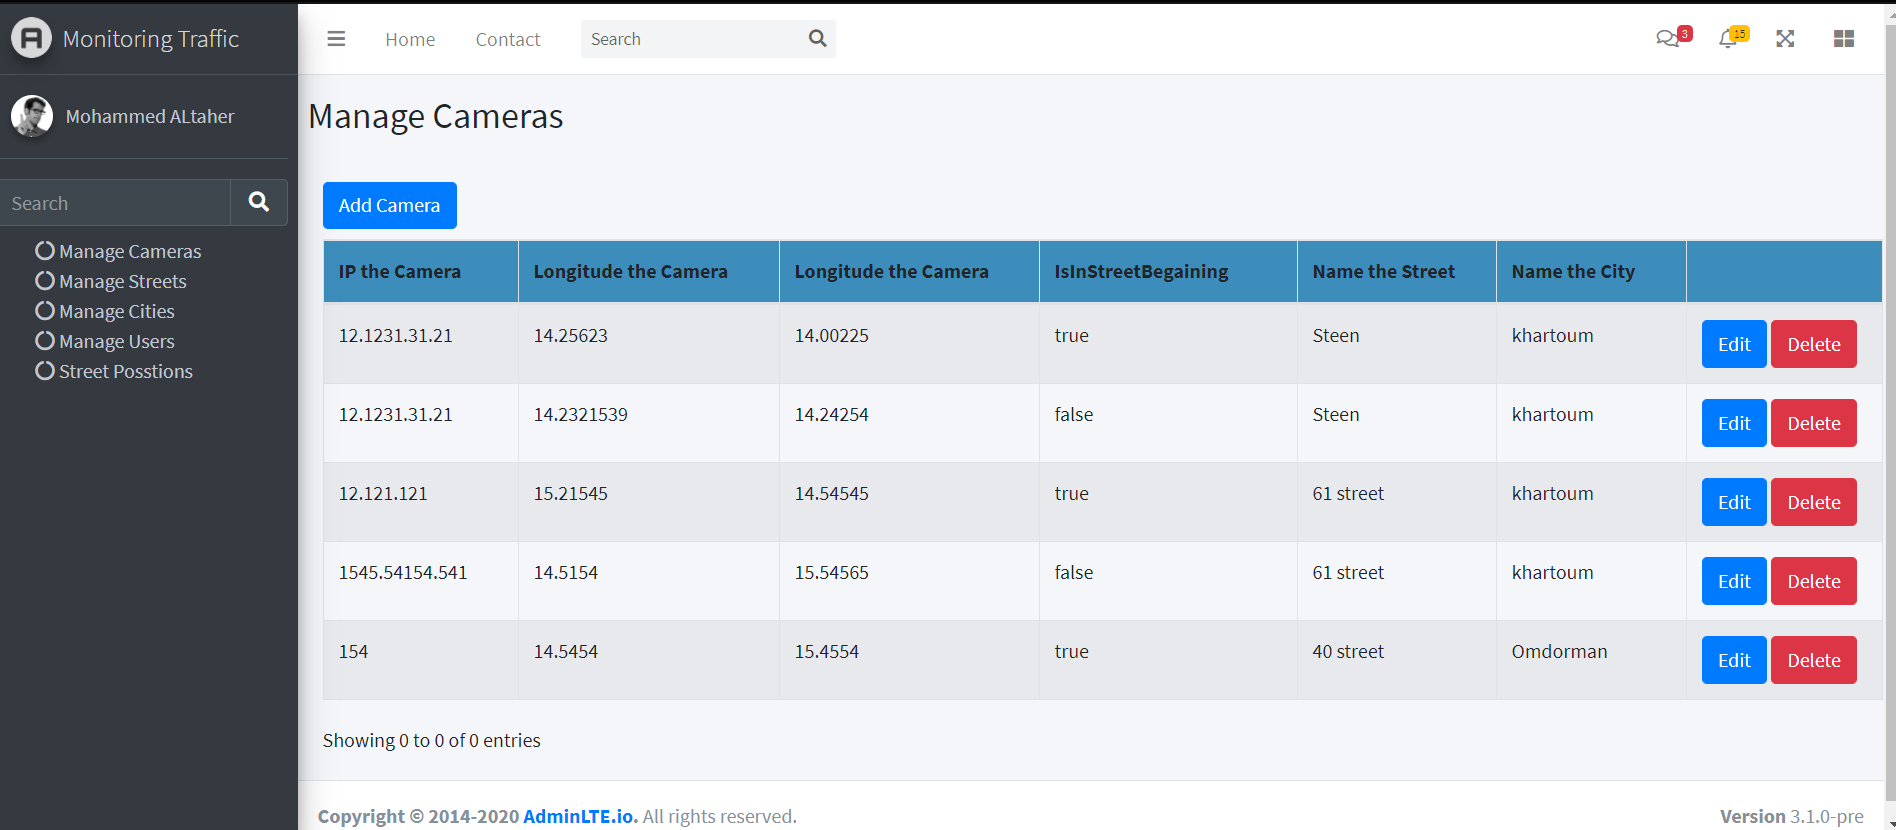 Monitoring Traffic
Home Contact Search 3 15
Mohammed ALtaher
Search
Manage Cameras
Manage Streets
Manage Cities
Manage Users
Street Posstions
Manage Cameras
Add Camera
IP the Camera Longitude the Camera Longitude the Camera IsInStreetBegaining Name the Street Name the City
12.1231.31.21 14.25623 14.00225 true Steen khartoum Edit Delete
12.1231.31.21 14.2321539 14.24254 false Steen khartoum Edit Delete
12.121.121 15.21545 14.54545 true 61 street khartoum Edit Delete
1545.54154.541 14.5154 15.54565 false 61 street khartoum Edit Delete
154 14.5454 15.4554 true 40 street Omdorman Edit Delete
Showing 0 to 0 of 0 entries
Copyright © 2014-2020 AdminLTE.io. All rights reserved. Version 3.1.0-pre